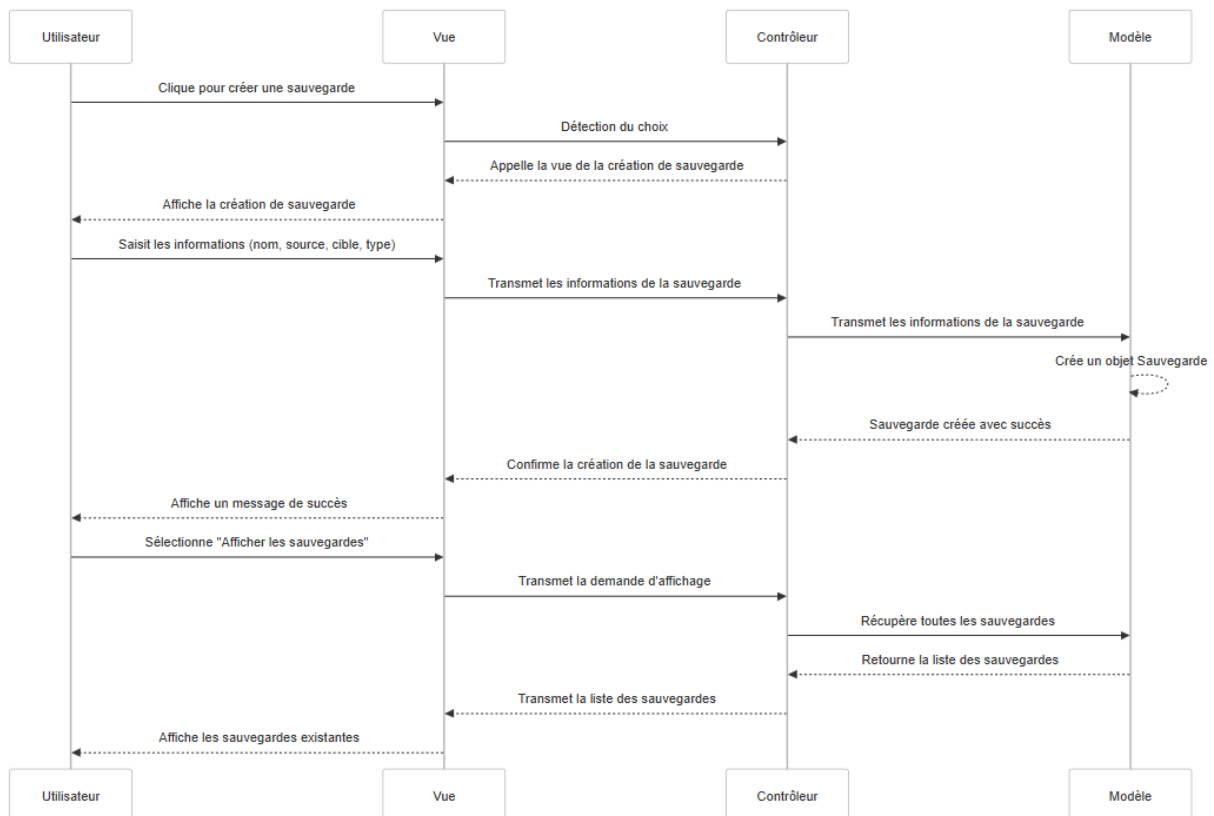 Utilisateur
Vue
Contrôleur
Modèle
Clique pour créer une sauvegarde
Détection du choix
Appelle la vue de la création de sauvegarde
Affiche la création de sauvegarde
Saisit les informations (nom, source, cible, type)
Transmet les informations de la sauvegarde
Transmet les informations de la sauvegarde
Crée un objet Sauvegarde
Sauvegarde créée avec succès
Confirme la création de la sauvegarde
Affiche un message de succès
Sélectionne "Afficher les sauvegardes"
Transmet la demande d'affichage
Récupère toutes les sauvegardes
Retourne la liste des sauvegardes
Transmet la liste des sauvegardes
Affiche les sauvegardes existantes
Utilisateur
Vue
Contrôleur
Modèle